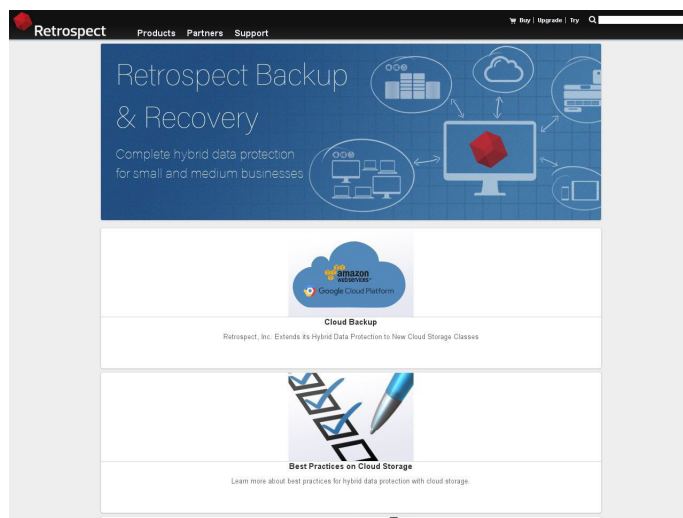 Retrospect
Products Partners Support
Buy | Upgrade | Try
Retrospect Backup
& Recovery
Complete hybrid data protection
for small and medium businesses
amazon
webservices™
Google Cloud Platform
Cloud Backup
Retrospect, Inc. Extends its Hybrid Data Protection to New Cloud Storage Classes
Best Practices on Cloud Storage
Learn more about best practices for hybrid data protection with cloud storage.